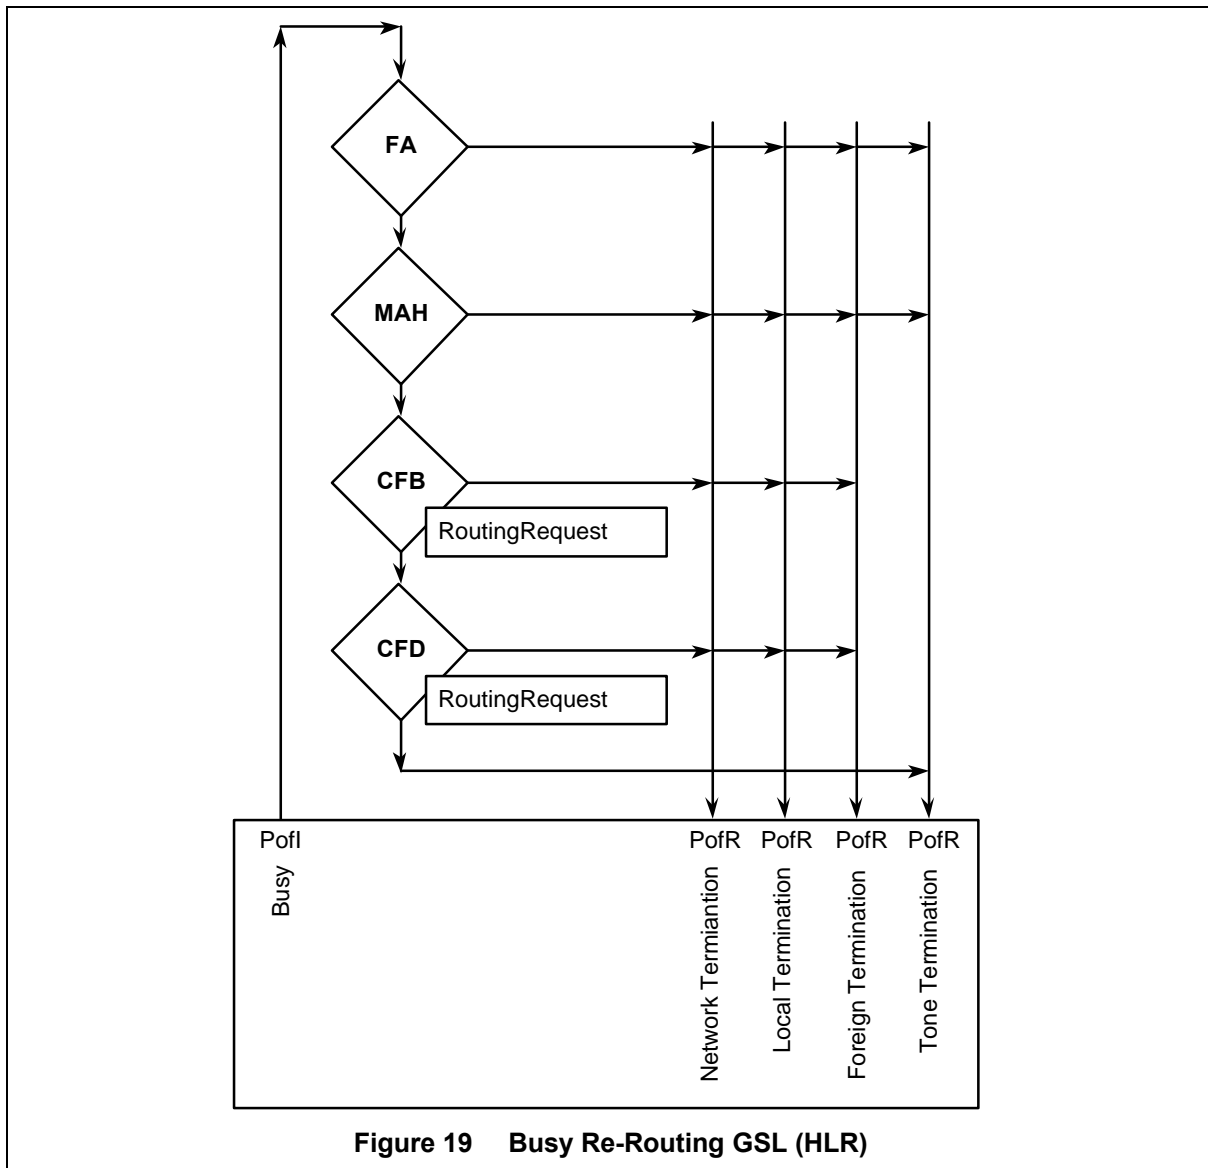 FA
MAH
CFB
RoutingRequest
CFD
RoutingRequest
PofI PofR PofR PofR PofR
Busy
Network Termiantion
Local Termination
Foreign Termination
Tone Termination
Figure 19 Busy Re-Routing GSL (HLR)